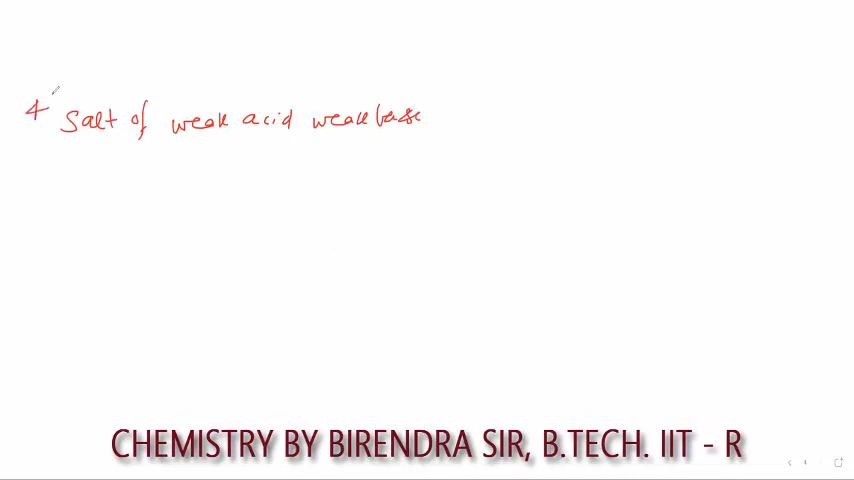 4 Salt of weak acid weak base
CHEMISTRY BY BIRENDRA SIR, B.TECH. IIT - R